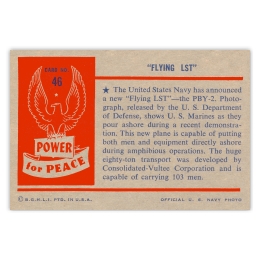 CARD NO.
46
POWER
for PEACE
"FLYING LST"
★ The United States Navy has announced
a new "Flying LST"—the PBY-2. Photo-
graph, released by the U. S. Department
of Defense, shows U. S. Marines as they
pour ashore during a recent demonstra-
tion. This new plane is capable of putting
both men and equipment directly ashore
during amphibious operations. The huge
eighty-ton transport was developed by
Consolidated-Vultee Corporation and is
capable of carrying 103 men.
© B.G.H.L.I. PTG. IN U.S.A.
OFFICIAL U. S. NAVY PHOTO